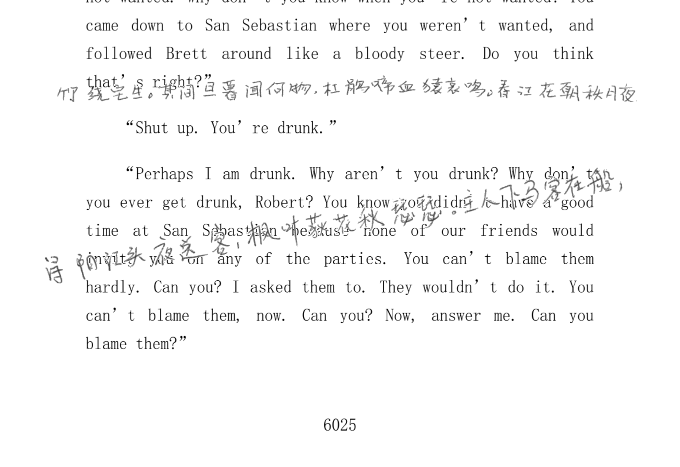 not wanted. Why don’t you know when you’re not wanted. You
came down to San Sebastian where you weren’t wanted, and
followed Brett around like a bloody steer. Do you think
that’s right?”
竹绕宅生。其间旦暮闻何物,杜鹃啼血猿哀鸣。春江花朝秋月夜
“Shut up. You’re drunk.”
“Perhaps I am drunk. Why aren’t you drunk? Why don’t
you ever get drunk, Robert? You know you didn’t have a good
time at San Sebastian because none of our friends would
invite you on any of the parties. You can’t blame them
hardly. Can you? I asked them to. They wouldn’t do it. You
can’t blame them, now. Can you? Now, answer me. Can you
blame them?”
浔阳江头夜送客,枫叶荻花秋瑟瑟。主人下马客在船,
6025